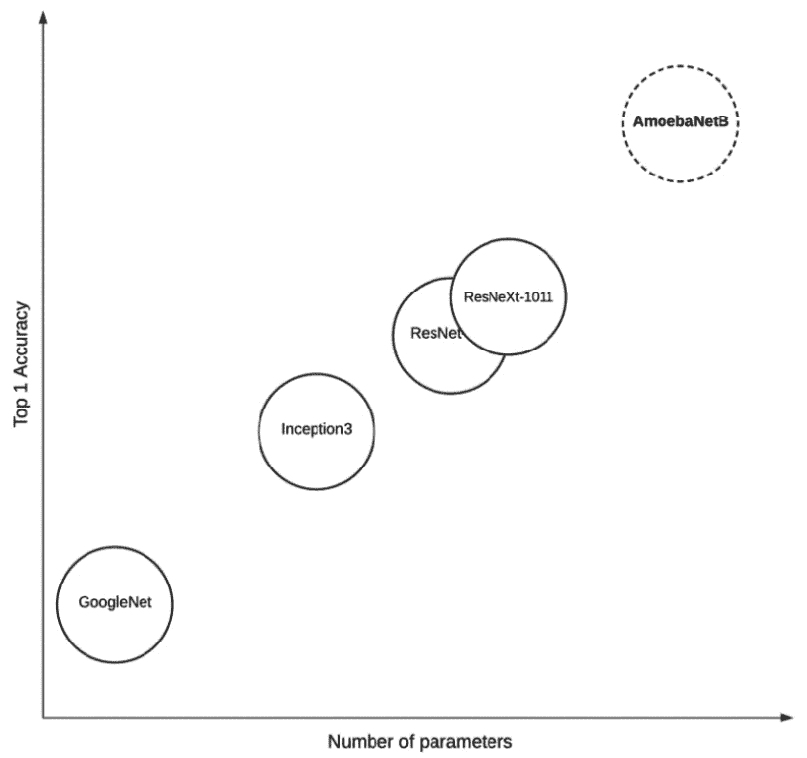 AmoebaNetB
ResNeXt-1011
ResNet
Inception3
GoogleNet
Top 1 Accuracy
Number of parameters